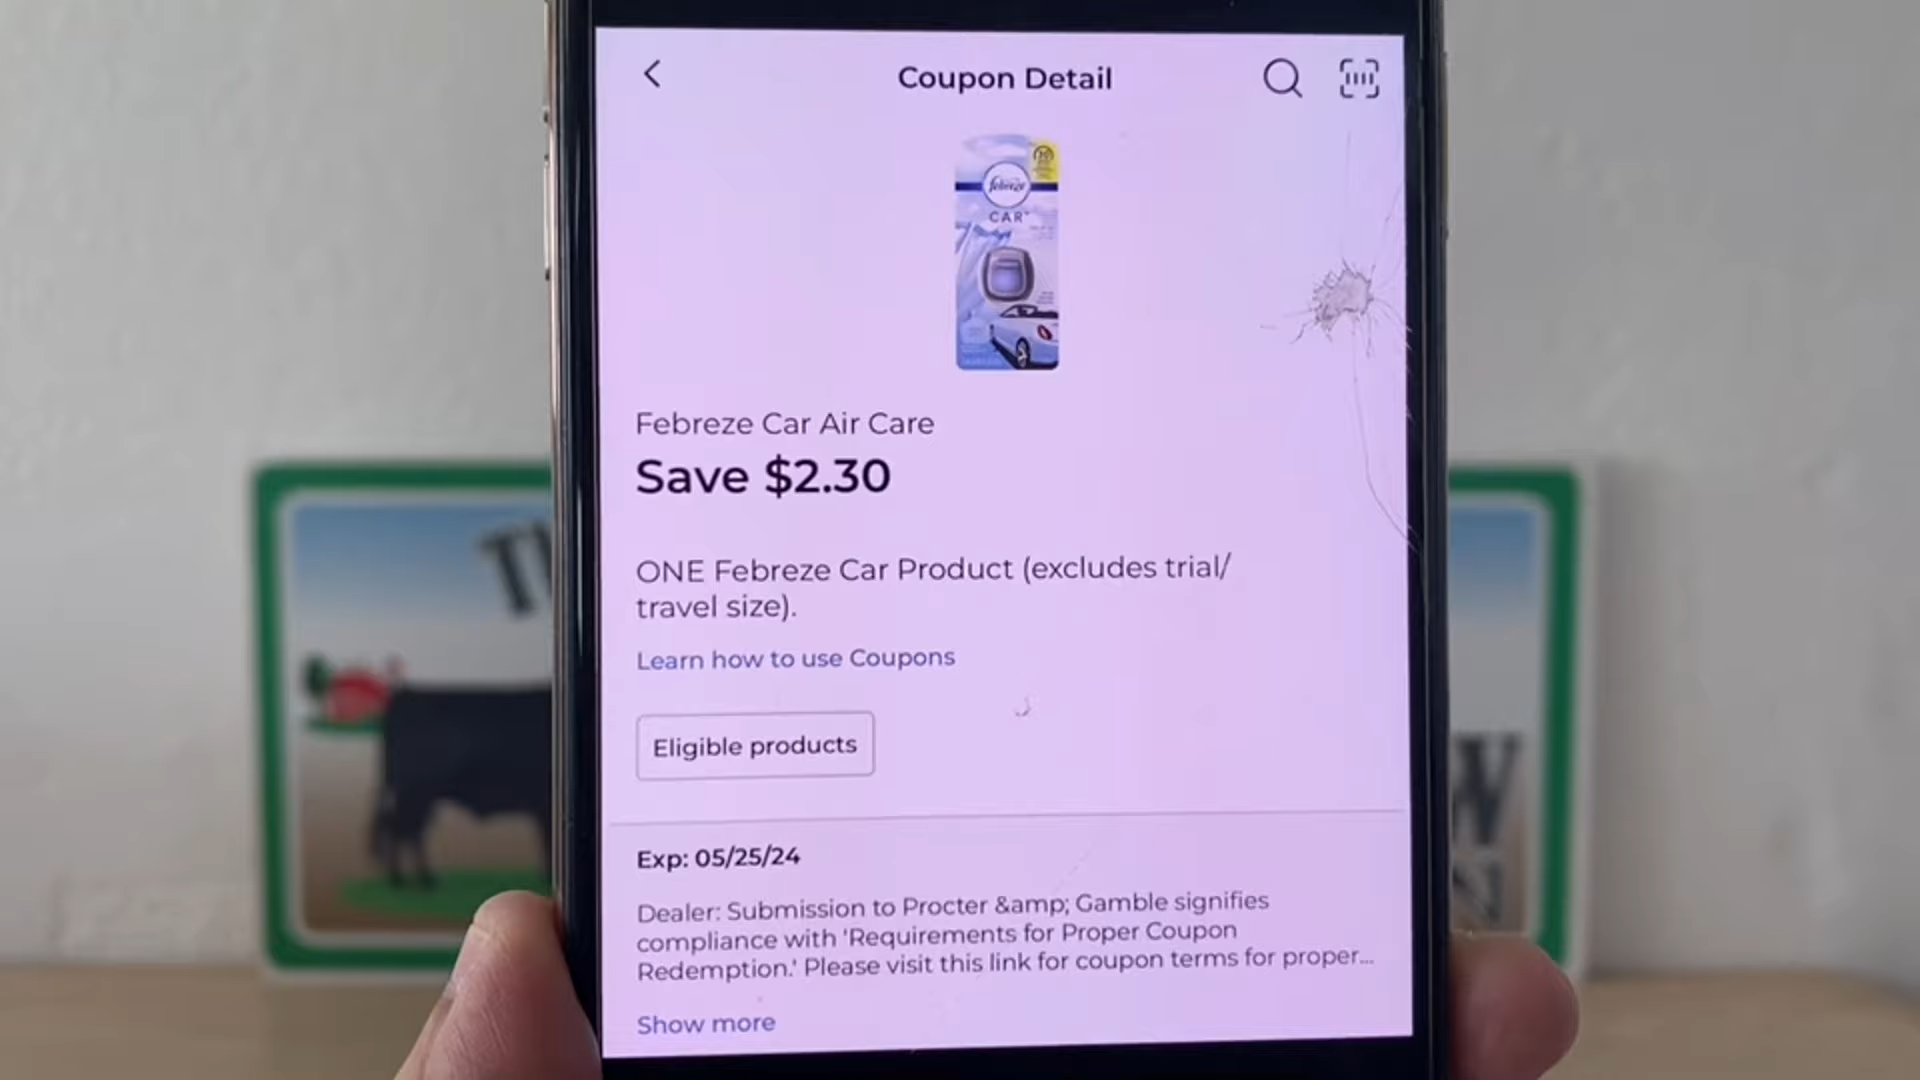 Coupon Detail
febreze
CAR
Febreze Car Air Care
Save $2.30
ONE Febreze Car Product (excludes trial/
travel size).
Learn how to use Coupons
Eligible products
Exp: 05/25/24
Dealer: Submission to Procter &amp; Gamble signifies
compliance with 'Requirements for Proper Coupon
Redemption.' Please visit this link for coupon terms for proper...
Show more